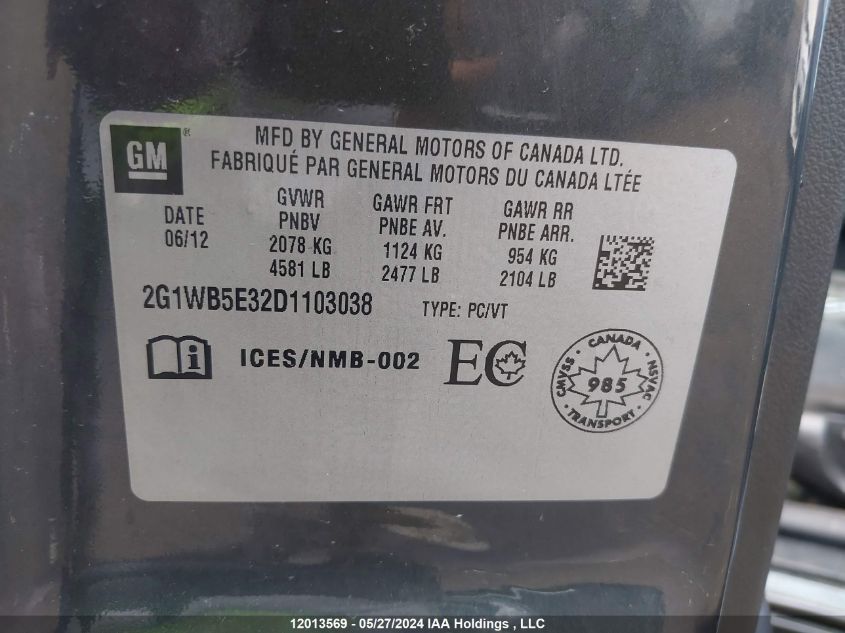 GM ®
MFD BY GENERAL MOTORS OF CANADA LTD.
FABRIQUÉ PAR GENERAL MOTORS DU CANADA LTÉE
DATE GVWR GAWR FRT GAWR RR
06/12 PNBV PNBE AV. PNBE ARR.
2078 KG 1124 KG 954 KG
4581 LB 2477 LB 2104 LB
2G1WB5E32D1103038 TYPE: PC/VT
i ICES/NMB-002 EC
· CANADA ·
CMVSS 985 NSVAC
· TRANSPORT ·
12013569 - 05/27/2024 IAA Holdings , LLC